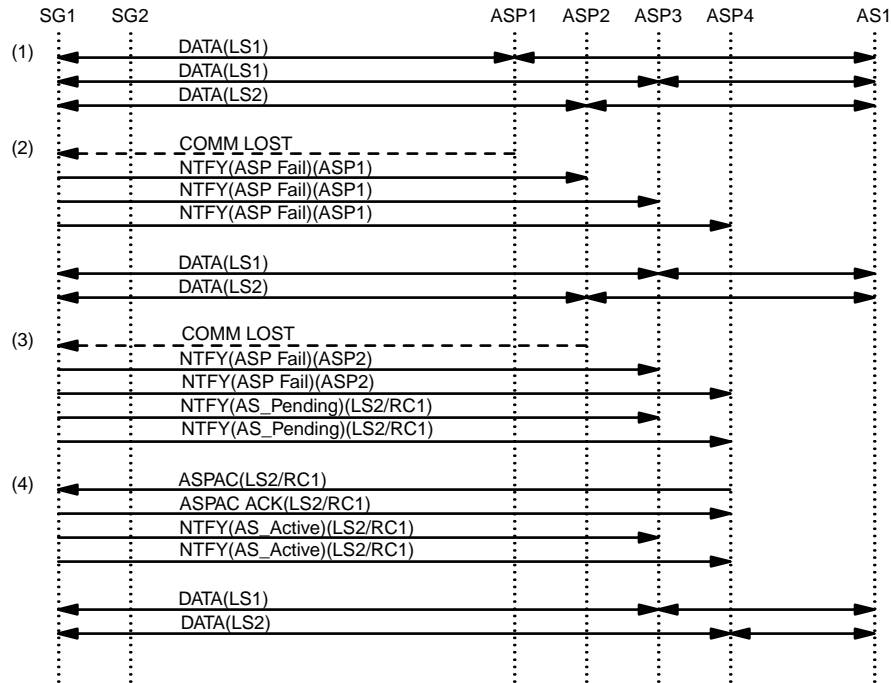 SG1 SG2 ASP1 ASP2 ASP3 ASP4 AS1
(1) DATA(LS1)
DATA(LS1)
DATA(LS2)
(2) COMM LOST
NTFY(ASP Fail)(ASP1)
NTFY(ASP Fail)(ASP1)
NTFY(ASP Fail)(ASP1)
DATA(LS1)
DATA(LS2)
(3) COMM LOST
NTFY(ASP Fail)(ASP2)
NTFY(ASP Fail)(ASP2)
NTFY(AS_Pending)(LS2/RC1)
NTFY(AS_Pending)(LS2/RC1)
(4) ASPAC(LS2/RC1)
ASPAC ACK(LS2/RC1)
NTFY(AS_Active)(LS2/RC1)
NTFY(AS_Active)(LS2/RC1)
DATA(LS1)
DATA(LS2)